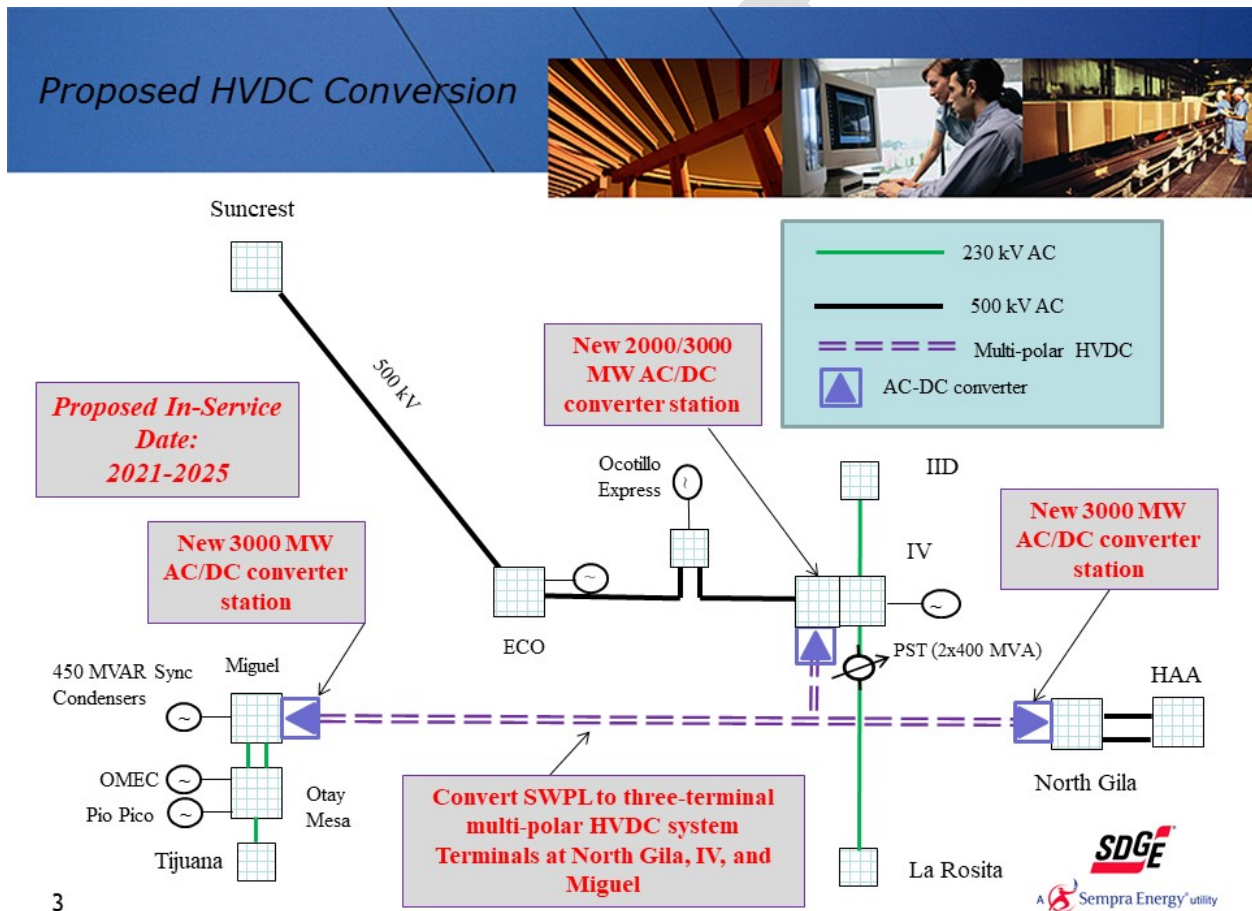 Proposed HVDC Conversion
Suncrest
230 kV AC
500 kV AC
Multi-polar HVDC
AC-DC converter
500 kV
New 2000/3000
MW AC/DC
converter station
Proposed In-Service
Date:
2021-2025
Ocotillo
Express
IID
New 3000 MW
AC/DC converter
station
New 3000 MW
AC/DC converter
station
IV
ECO
PST (2x400 MVA)
450 MVAR Sync
Condensers
Miguel
HAA
OMEC
Pio Pico
Otay
Mesa
North Gila
Convert SWPL to three-terminal
multi-polar HVDC system
Terminals at North Gila, IV, and
Miguel
Tijuana
La Rosita
SDGE
A Sempra Energy® utility
3